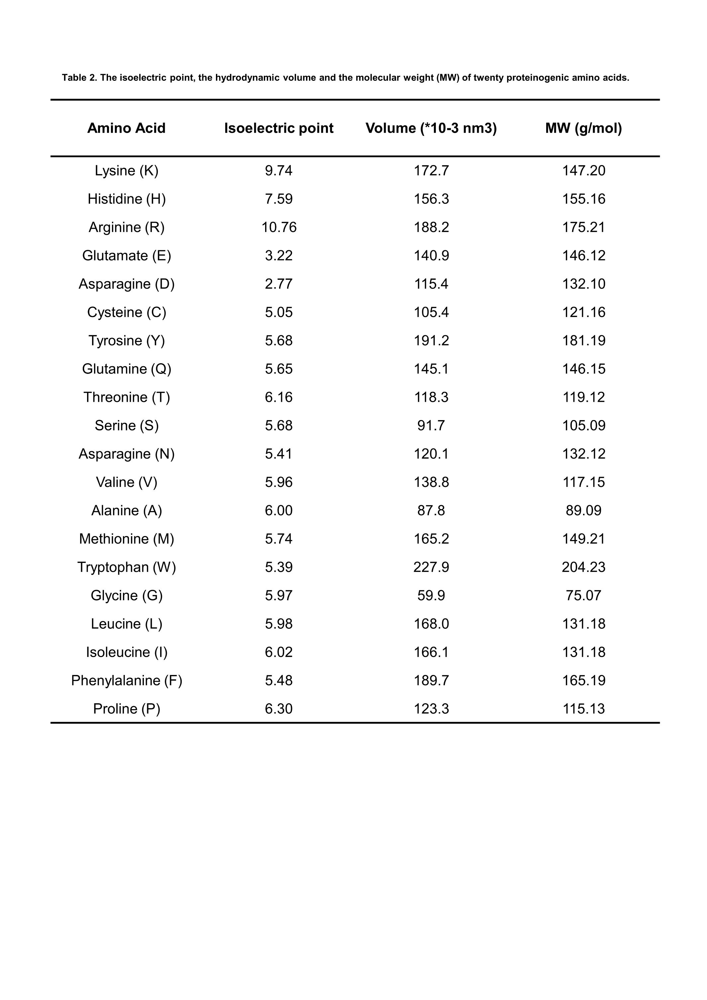 Table 2. The isoelectric point, the hydrodynamic volume and the molecular weight (MW) of twenty proteinogenic amino acids.
Amino Acid Isoelectric point Volume (*10-3 nm3) MW (g/mol)
Lysine (K) 9.74 172.7 147.20
Histidine (H) 7.59 156.3 155.16
Arginine (R) 10.76 188.2 175.21
Glutamate (E) 3.22 140.9 146.12
Asparagine (D) 2.77 115.4 132.10
Cysteine (C) 5.05 105.4 121.16
Tyrosine (Y) 5.68 191.2 181.19
Glutamine (Q) 5.65 145.1 146.15
Threonine (T) 6.16 118.3 119.12
Serine (S) 5.68 91.7 105.09
Asparagine (N) 5.41 120.1 132.12
Valine (V) 5.96 138.8 117.15
Alanine (A) 6.00 87.8 89.09
Methionine (M) 5.74 165.2 149.21
Tryptophan (W) 5.39 227.9 204.23
Glycine (G) 5.97 59.9 75.07
Leucine (L) 5.98 168.0 131.18
Isoleucine (I) 6.02 166.1 131.18
Phenylalanine (F) 5.48 189.7 165.19
Proline (P) 6.30 123.3 115.13